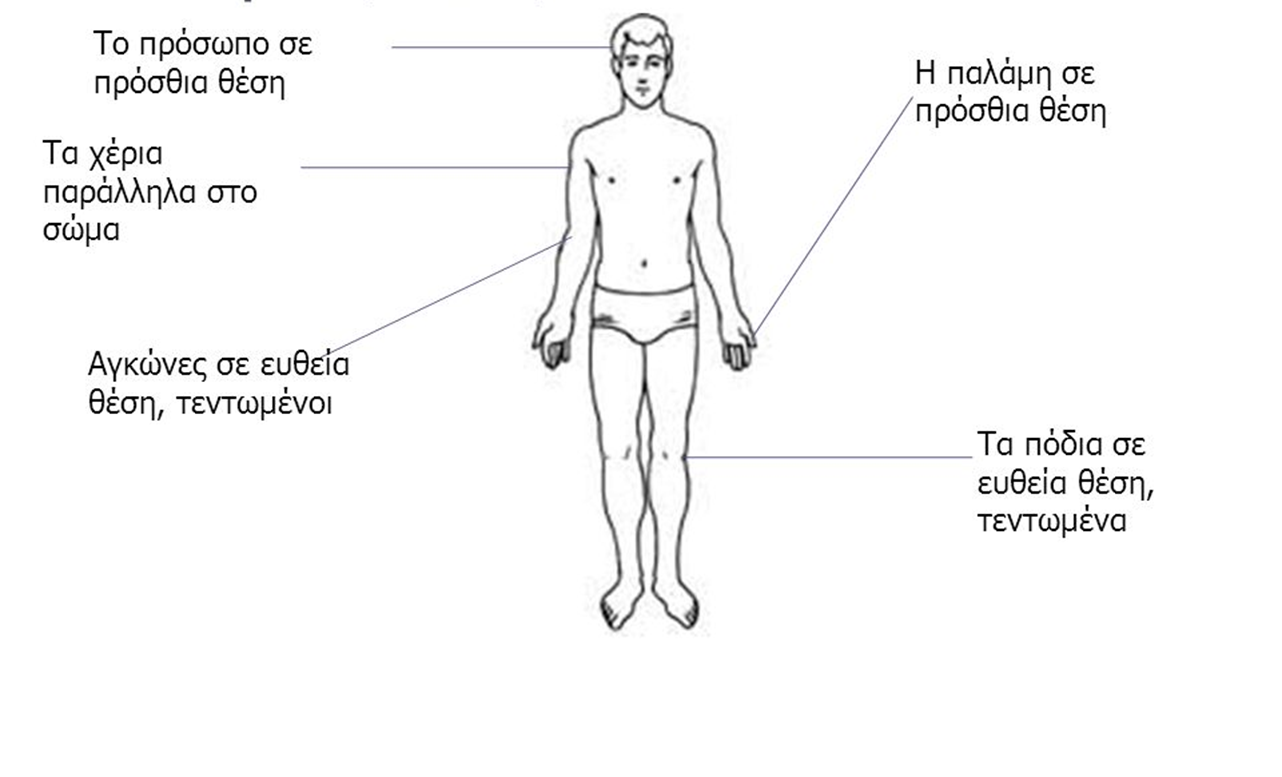 Το πρόσωπο σε
πρόσθια θέση
Η παλάμη σε
πρόσθια θέση
Τα χέρια
παράλληλα στο
σώμα
Αγκώνες σε ευθεία
θέση, τεντωμένοι
Τα πόδια σε
ευθεία θέση,
τεντωμένα